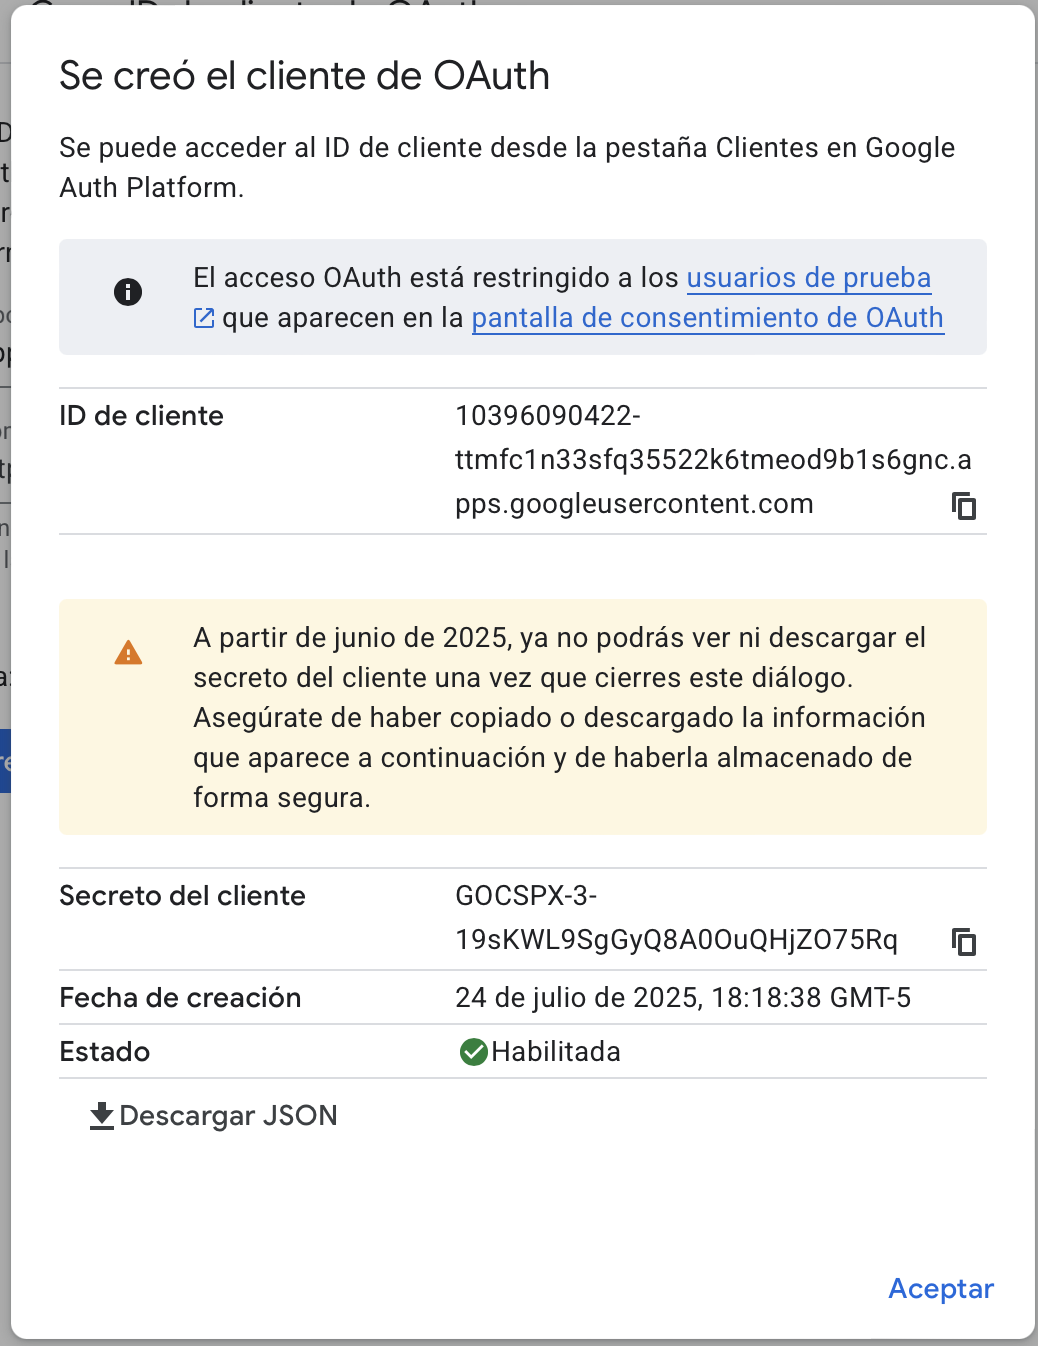 Se creó el cliente de OAuth
Se puede acceder al ID de cliente desde la pestaña Clientes en Google
Auth Platform.
El acceso OAuth está restringido a los usuarios de prueba
que aparecen en la pantalla de consentimiento de OAuth
ID de cliente
10396090422-
ttmfc1n33sfq35522k6tmeod9b1s6gnc.a
pps.googleusercontent.com
A partir de junio de 2025, ya no podrás ver ni descargar el
secreto del cliente una vez que cierres este diálogo.
Asegúrate de haber copiado o descargado la información
que aparece a continuación y de haberla almacenado de
forma segura.
Secreto del cliente
GOCSPX-3-
19sKWL9SgGyQ8A0OuQHjZO75Rq
Fecha de creación
24 de julio de 2025, 18:18:38 GMT-5
Estado
Habilitada
Descargar JSON
Aceptar